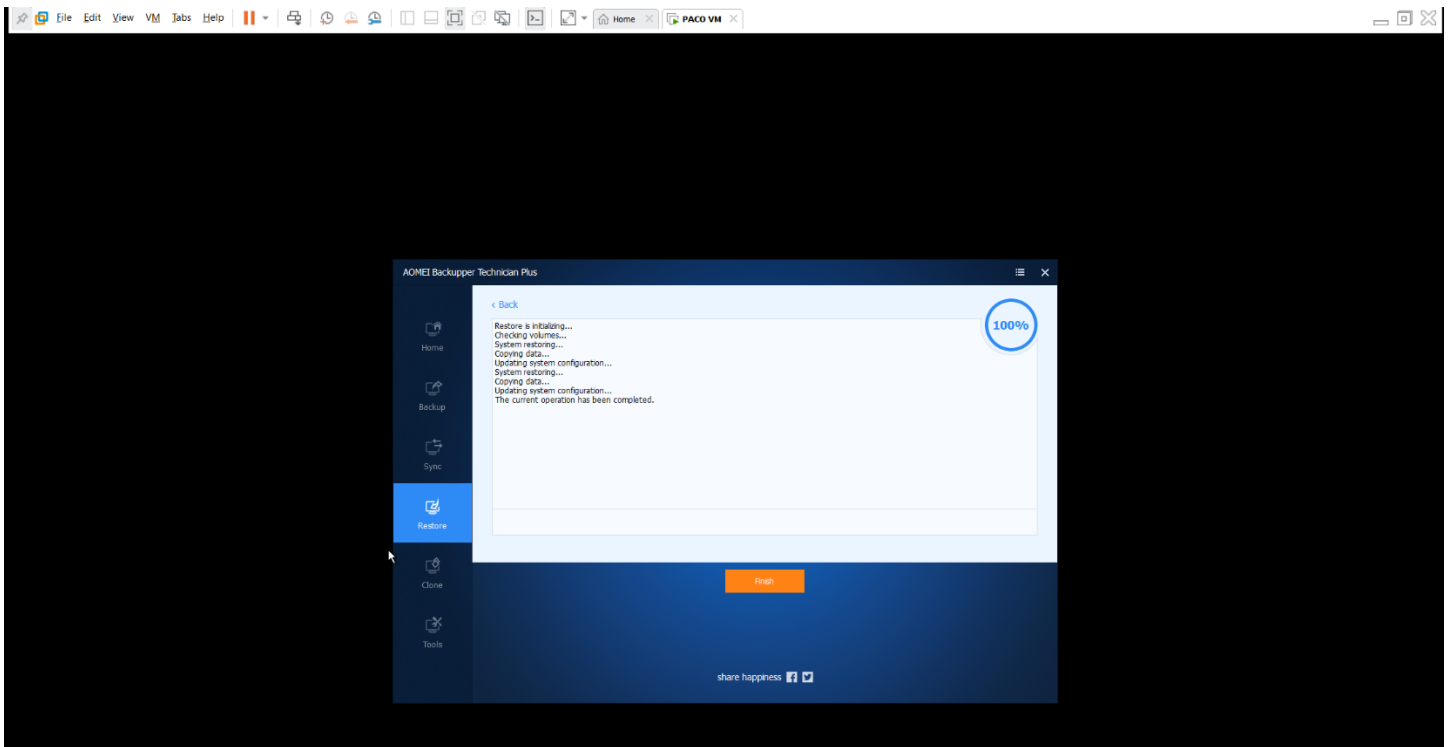 File Edit View VM Tabs Help Home PACO VM
AOMEI Backupper Technician Plus
‹ Back
100%
Restore is initializing...
Checking volumes...
System restoring...
Copying data...
Updating system configuration...
System restoring...
Copying data...
Updating system configuration...
The current operation has been completed.
Home
Backup
Sync
Restore
Clone
Tools
Finish
share happiness